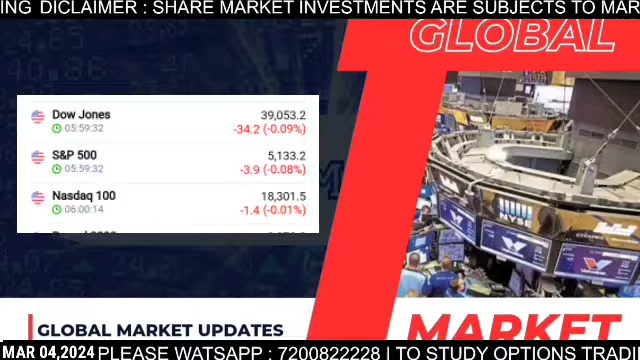 ING DICLAIMER : SHARE MARKET INVESTMENTS ARE SUBJECTS TO MAR
GLOBAL
Dow Jones 39,053.2
05:59:32 -34.2 (-0.09%)
S&P 500 5,133.2
05:59:32 -3.9 (-0.08%)
Nasdaq 100 18,301.5
06:00:14 -1.4 (-0.01%)
NYSE
GLOBAL MARKET UPDATES
MARKET
MAR 04,2024 PLEASE WATSAPP : 7200822228 | TO STUDY OPTIONS TRADI